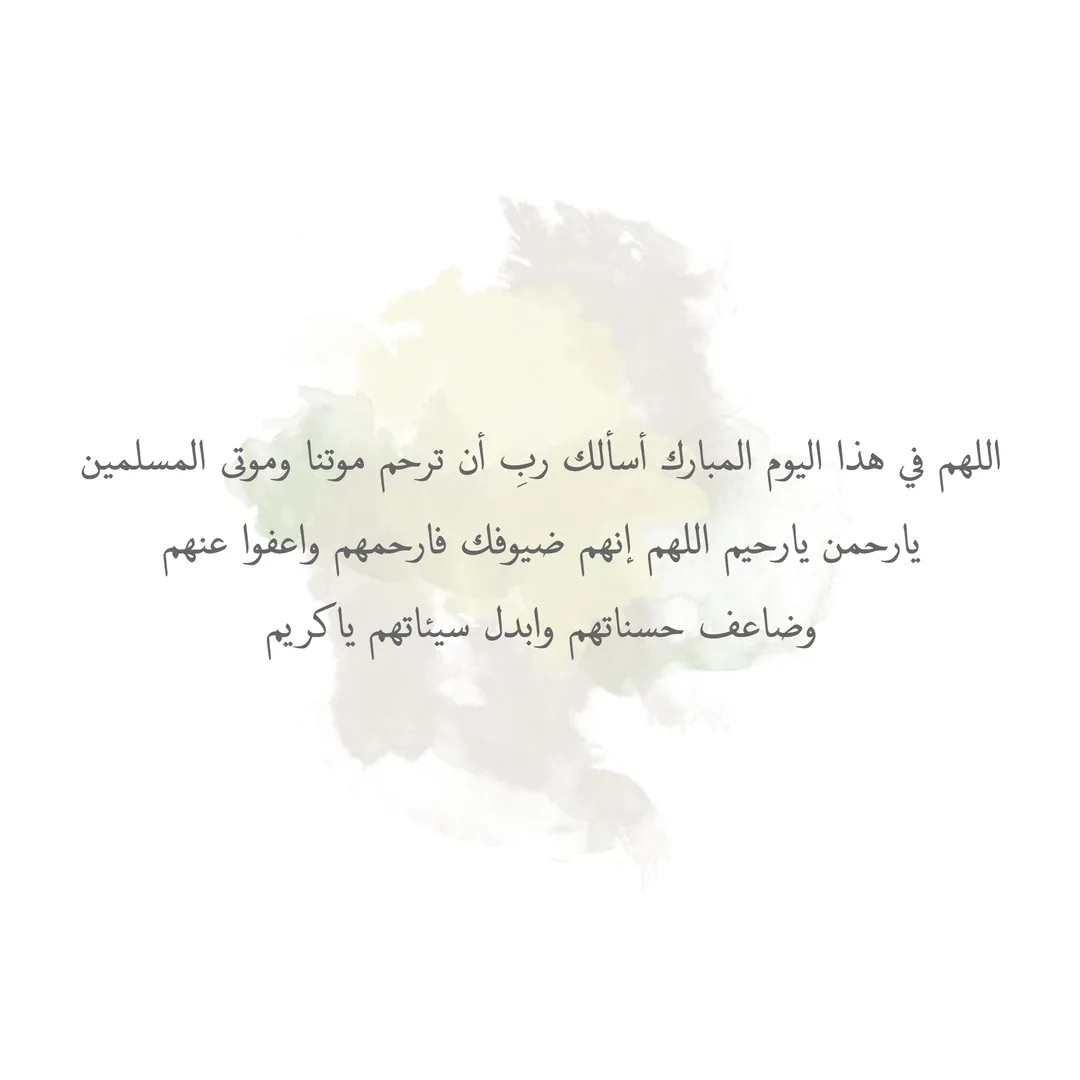 اللهم في هذا اليوم المبارك أسألك ربِ أن ترحم موتنا وموتى المسلمين
يارحمن يارحيم اللهم إنهم ضيوفك فارحمهم واعفوا عنهم
وضاعف حسناتهم وابدل سيئاتهم ياكريم